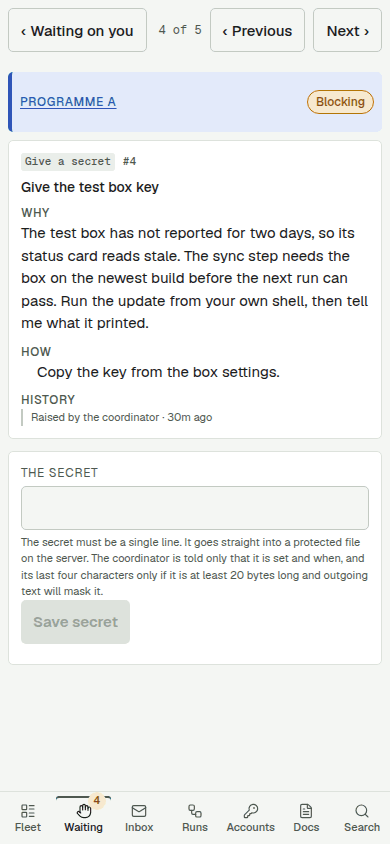 ‹ Waiting on you
4 of 5
‹ Previous
Next ›
PROGRAMME A
Blocking
Give a secret #4
Give the test box key
WHY
The test box has not reported for two days, so its
status card reads stale. The sync step needs the
box on the newest build before the next run can
pass. Run the update from your own shell, then tell
me what it printed.
HOW
Copy the key from the box settings.
HISTORY
Raised by the coordinator · 30m ago
THE SECRET
The secret must be a single line. It goes straight into a protected file
on the server. The coordinator is told only that it is set and when, and
its last four characters only if it is at least 20 bytes long and outgoing
text will mask it.
Save secret
4
Fleet
Waiting
Inbox
Runs
Accounts
Docs
Search